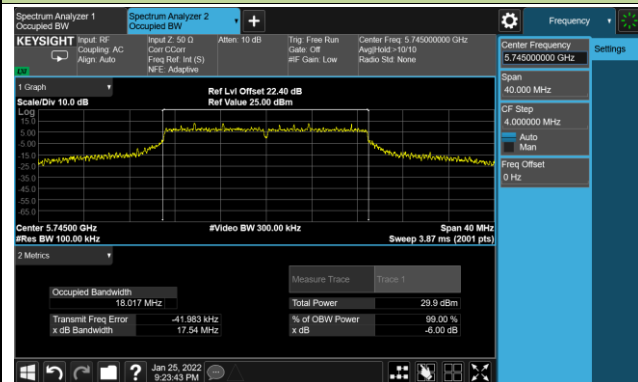 Spectrum Analyzer 1
Occupied BW
Spectrum Analyzer 2
Occupied BW
Frequency
KEYSIGHT
Input: RF
Coupling: AC
Align: Auto
Input Z: 50 Ω
Corr CCorr
Freq Ref: Int (S)
NFE: Adaptive
Atten: 10 dB
Trig: Free Run
Gate: Off
#IF Gain: Low
Center Freq: 5.745000000 GHz
Avg|Hold:>10/10
Radio Std: None
Center Frequency
5.745000000 GHz
Settings
Span
40.000 MHz
CF Step
4.000000 MHz
Auto
Man
Freq Offset
0 Hz
1 Graph
Scale/Div 10.0 dB
Ref Lvl Offset 22.40 dB
Ref Value 25.00 dBm
Log
15.0
5.00
-5.00
-15.0
-25.0
-35.0
-45.0
-55.0
-65.0
Center 5.74500 GHz
#Res BW 100.00 kHz
#Video BW 300.00 kHz
Span 40 MHz
Sweep 3.87 ms (2001 pts)
2 Metrics
Measure Trace
Trace 1
Occupied Bandwidth
18.017 MHz
Total Power
29.9 dBm
Transmit Freq Error
-41.983 kHz
% of OBW Power
99.00 %
x dB Bandwidth
17.54 MHz
x dB
-6.00 dB
Jan 25, 2022
9:23:43 PM